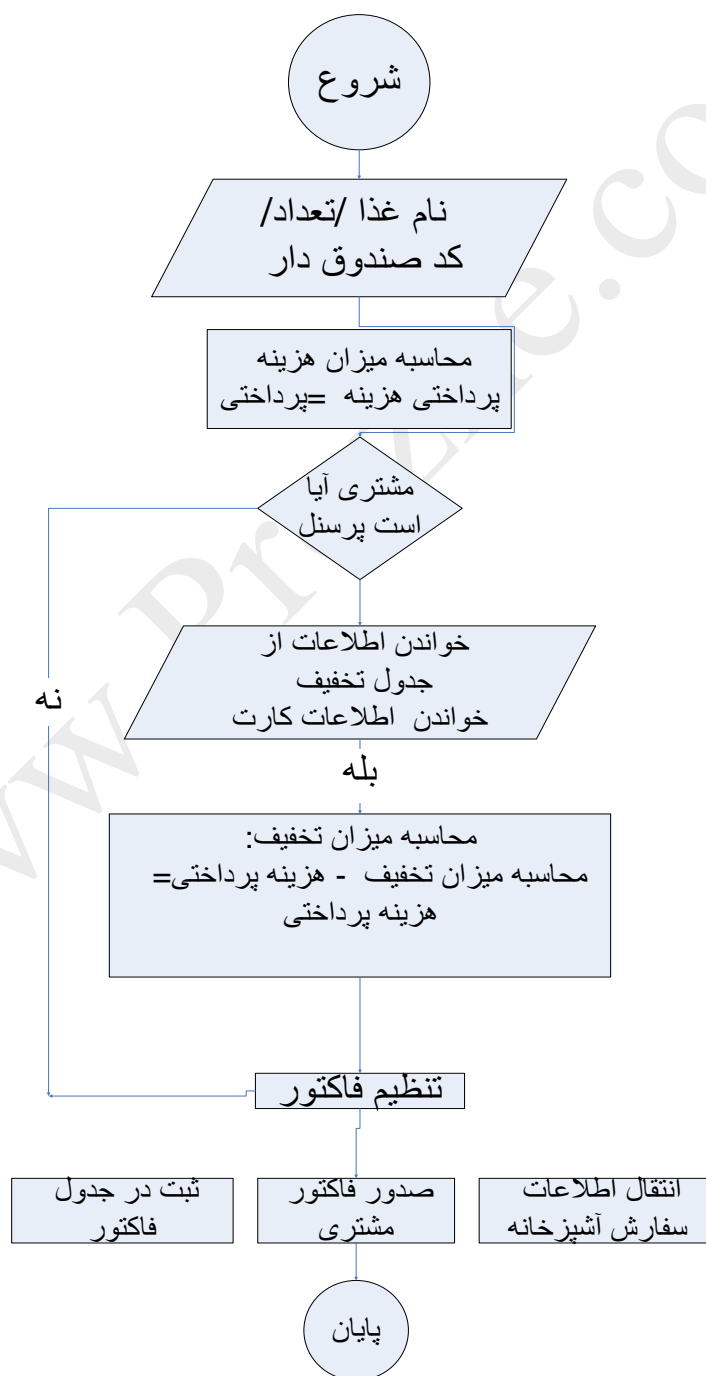 شروع
نام غذا /تعداد/
کد صندوق دار
محاسبه میزان هزینه
پرداختی هزینه =پرداختی
مشتری آیا
است پرسنل
خواندن اطلاعات از
جدول تخفیف
خواندن اطلاعات کارت
نه
بله
محاسبه میزان تخفیف:
محاسبه میزان تخفیف - هزینه پرداختی=
هزینه پرداختی
تنظیم فاکتور
انتقال اطلاعات
سفارش آشپزخانه
صدور فاکتور
مشتری
ثبت در جدول
فاکتور
پایان